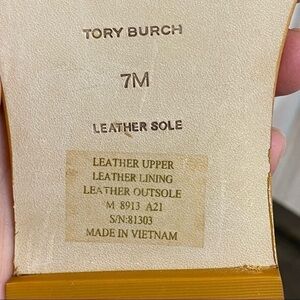 TORY BURCH
7M
LEATHER SOLE
LEATHER UPPER
LEATHER LINING
LEATHER OUTSOLE
M 8913 A21
S/N:81303
MADE IN VIETNAM